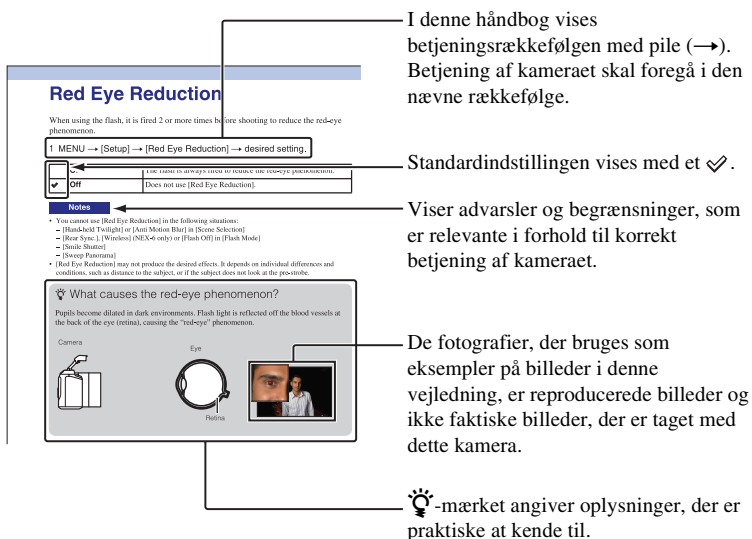 I denne håndbog vises
betjeningsrækkefølgen med pile (→).
Betjening af kameraet skal foregå i den
nævne rækkefølge.
Red Eye Reduction
When using the flash, it is fired 2 or more times before shooting to reduce the red-eye
phenomenon.
1 MENU → [Setup] → [Red Eye Reduction] → desired setting.
The flash is always fired to reduce the red-eye phenomenon.
✔ Off Does not use [Red Eye Reduction].
Standardindstillingen vises med et ✔.
Notes
Viser advarsler og begrænsninger, som
er relevante i forhold til korrekt
betjening af kameraet.
• You cannot use [Red Eye Reduction] in the following situations:
– [Hand-held Twilight] or [Anti Motion Blur] in [Scene Selection]
– [Rear Sync.], [Wireless] (NEX-6 only) or [Flash Off] in [Flash Mode]
– [Smile Shutter]
– [Sweep Panorama]
• [Red Eye Reduction] may not produce the desired effects. It depends on individual differences and
conditions, such as distance to the subject, or if the subject does not look at the pre-strobe.
What causes the red-eye phenomenon?
Pupils become dilated in dark environments. Flash light is reflected off the blood vessels at
the back of the eye (retina), causing the “red-eye” phenomenon.
Camera
Eye
Retina
De fotografier, der bruges som
eksempler på billeder i denne
vejledning, er reproducerede billeder og
ikke faktiske billeder, der er taget med
dette kamera.
-mærket angiver oplysninger, der er
praktiske at kende til.